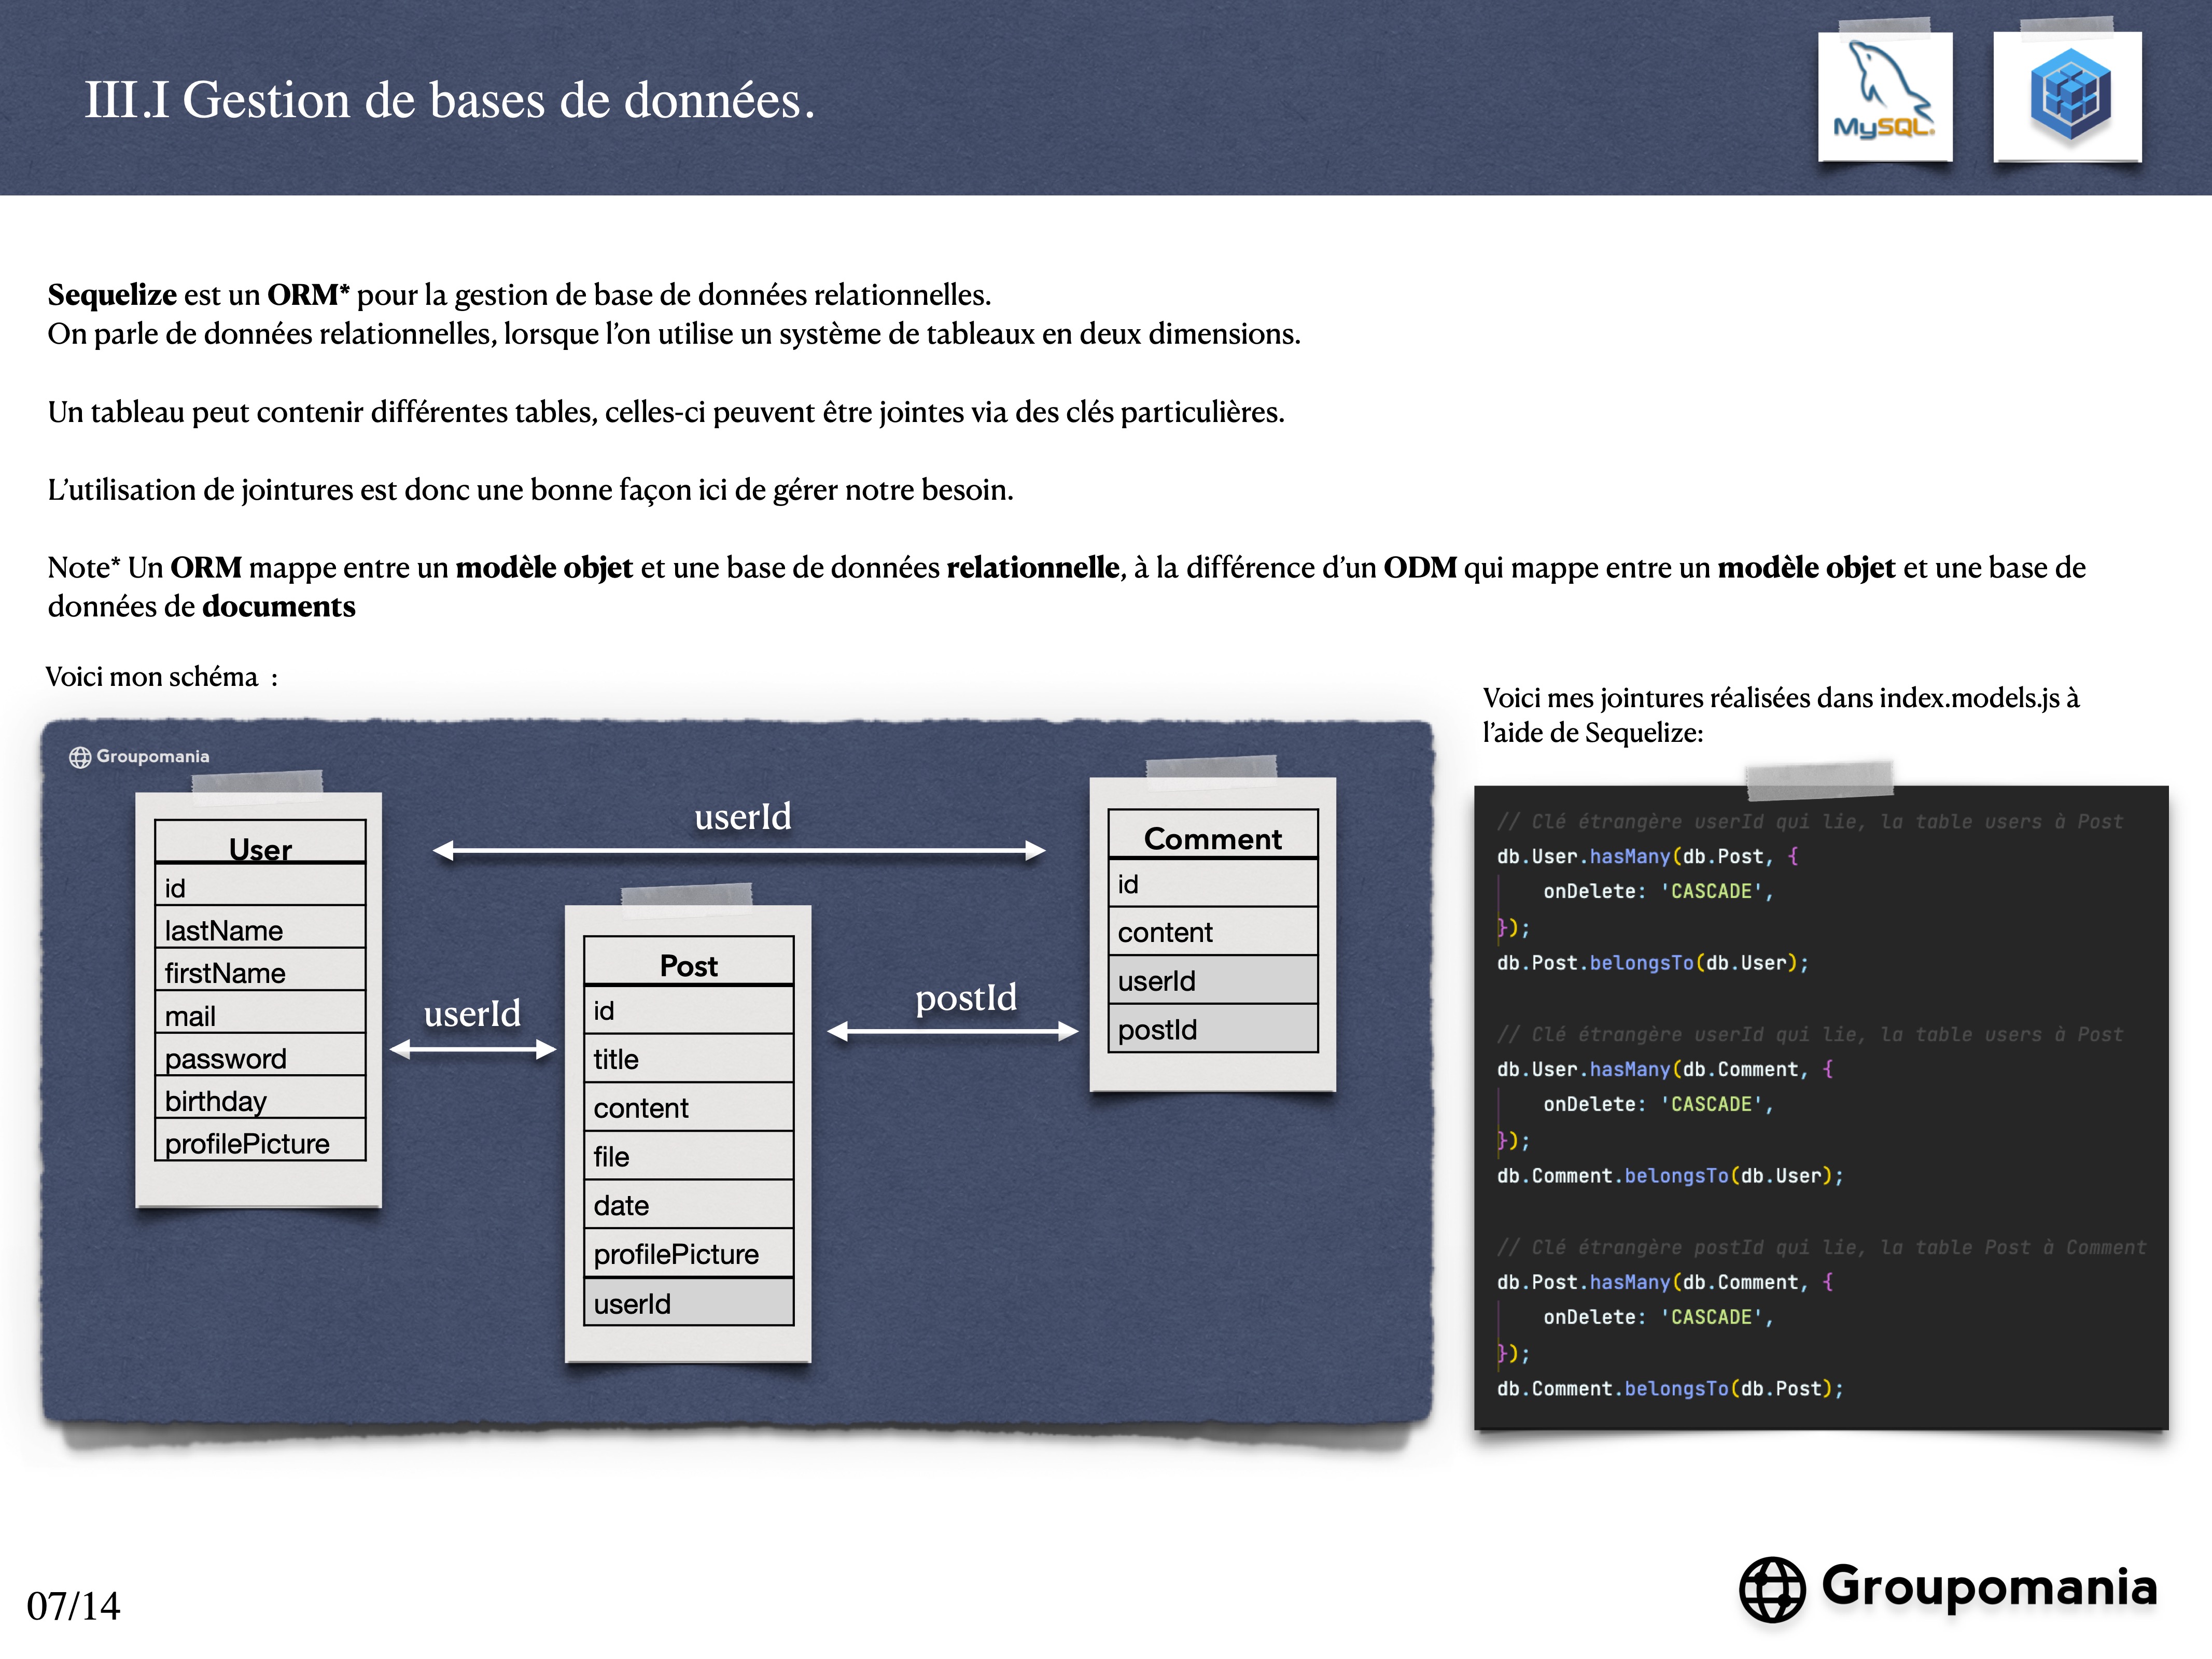 III.I Gestion de bases de données.
MySQL.
Sequelize est un ORM* pour la gestion de base de données relationnelles.
On parle de données relationnelles, lorsque l'on utilise un système de tableaux en deux dimensions.
Un tableau peut contenir différentes tables, celles-ci peuvent être jointes via des clés particulières.
L'utilisation de jointures est donc une bonne façon ici de gérer notre besoin.
Note* Un ORM mappe entre un modèle objet et une base de données relationnelle, à la différence d'un ODM qui mappe entre un modèle objet et une base de
données de documents
Voici mon schéma :
Groupomania
User
id
lastName
firstName
mail
password
birthday
profilePicture
userId
userId
Post
id
title
content
file
date
profilePicture
userId
postId
Comment
id
content
userId
postId
Voici mes jointures réalisées dans index.models.js à
l'aide de Sequelize:
// Clé étrangère userId qui lie, la table users à Post
db.User.hasMany(db.Post, {
onDelete: 'CASCADE',
});
db.Post.belongsTo(db.User);
// Clé étrangère userId qui lie, la table users à Post
db.User.hasMany(db.Comment, {
onDelete: 'CASCADE',
});
db.Comment.belongsTo(db.User);
// Clé étrangère postId qui lie, la table Post à Comment
db.Post.hasMany(db.Comment, {
onDelete: 'CASCADE',
});
db.Comment.belongsTo(db.Post);
07/14
Groupomania